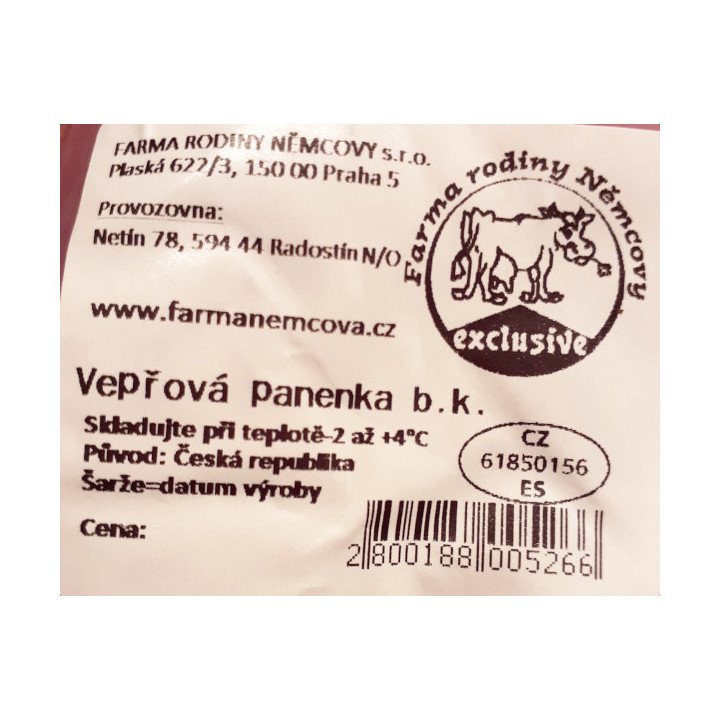 FARMA RODINY NĚMCOVY s.r.o.
Plaská 622/3, 150 00 Praha 5
Provozovna:
Netín 78, 594 44 Radostín N/O
www.farmanemcova.cz
Farma rodiny Němcovy
exclusive
Vepřová panenka b.k.
Skladujte při teplotě-2 až +4°C
Původ: Česká republika
Šarže=datum výroby
Cena:
CZ
61850156
ES
2 800188 005266